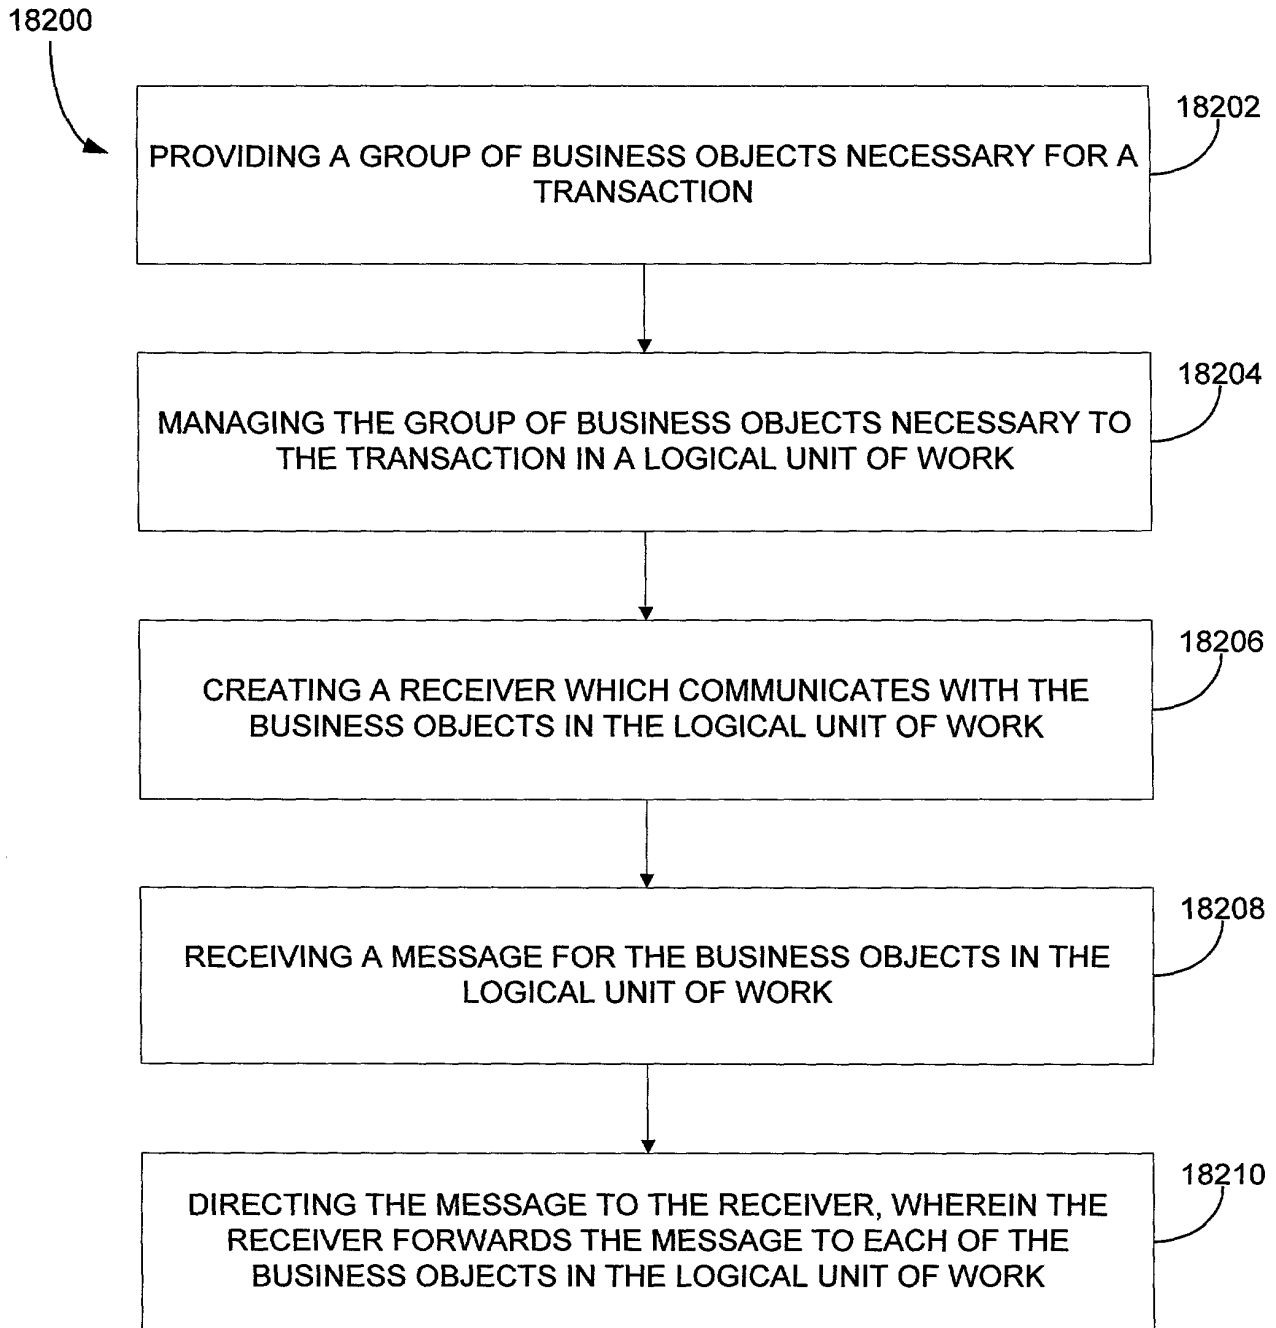 18200
18202
PROVIDING A GROUP OF BUSINESS OBJECTS NECESSARY FOR A
TRANSACTION
18204
MANAGING THE GROUP OF BUSINESS OBJECTS NECESSARY TO
THE TRANSACTION IN A LOGICAL UNIT OF WORK
18206
CREATING A RECEIVER WHICH COMMUNICATES WITH THE
BUSINESS OBJECTS IN THE LOGICAL UNIT OF WORK
18208
RECEIVING A MESSAGE FOR THE BUSINESS OBJECTS IN THE
LOGICAL UNIT OF WORK
18210
DIRECTING THE MESSAGE TO THE RECEIVER, WHEREIN THE
RECEIVER FORWARDS THE MESSAGE TO EACH OF THE
BUSINESS OBJECTS IN THE LOGICAL UNIT OF WORK